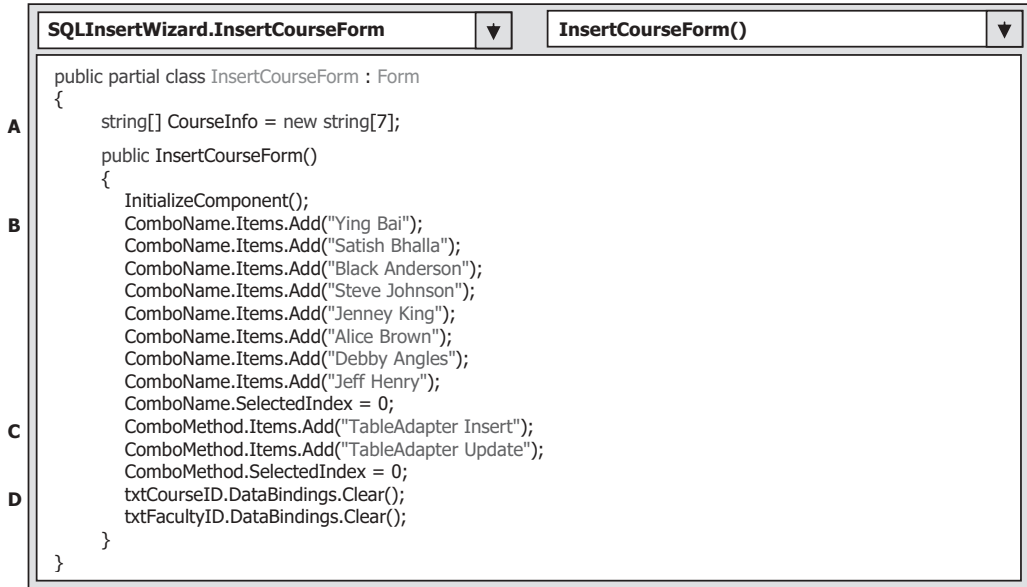 SQLInsertWizard.InsertCourseForm InsertCourseForm()
public partial class InsertCourseForm : Form
{
A string[] CourseInfo = new string[7];
public InsertCourseForm()
{
InitializeComponent();
B ComboName.Items.Add("Ying Bai");
ComboName.Items.Add("Satish Bhalla");
ComboName.Items.Add("Black Anderson");
ComboName.Items.Add("Steve Johnson");
ComboName.Items.Add("Jenney King");
ComboName.Items.Add("Alice Brown");
ComboName.Items.Add("Debby Angles");
ComboName.Items.Add("Jeff Henry");
ComboName.SelectedIndex = 0;
C ComboMethod.Items.Add("TableAdapter Insert");
ComboMethod.Items.Add("TableAdapter Update");
ComboMethod.SelectedIndex = 0;
D txtCourseID.DataBindings.Clear();
txtFacultyID.DataBindings.Clear();
}
}